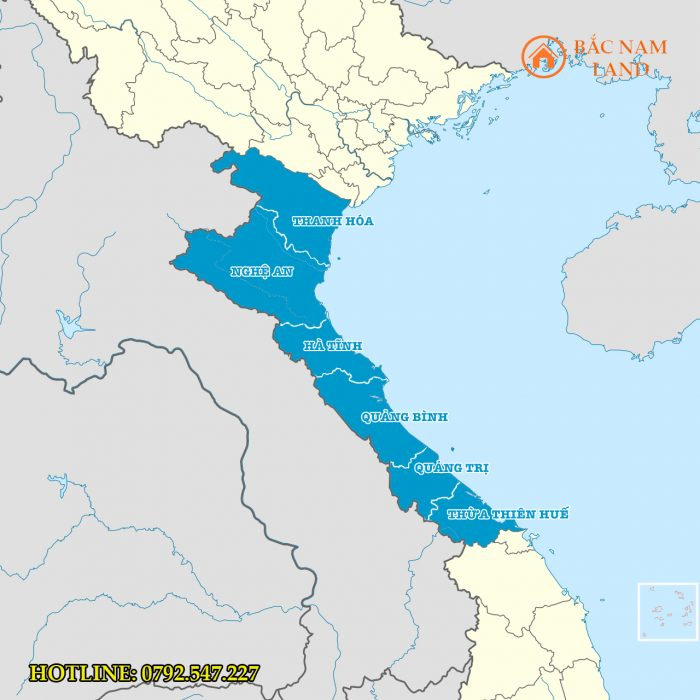 BẮC NAM
LAND
THANH HÓA
NGHỆ AN
HÀ TĨNH
QUẢNG BÌNH
QUẢNG TRỊ
THỪA THIÊN HUẾ
HOTLINE: 0792.547.227